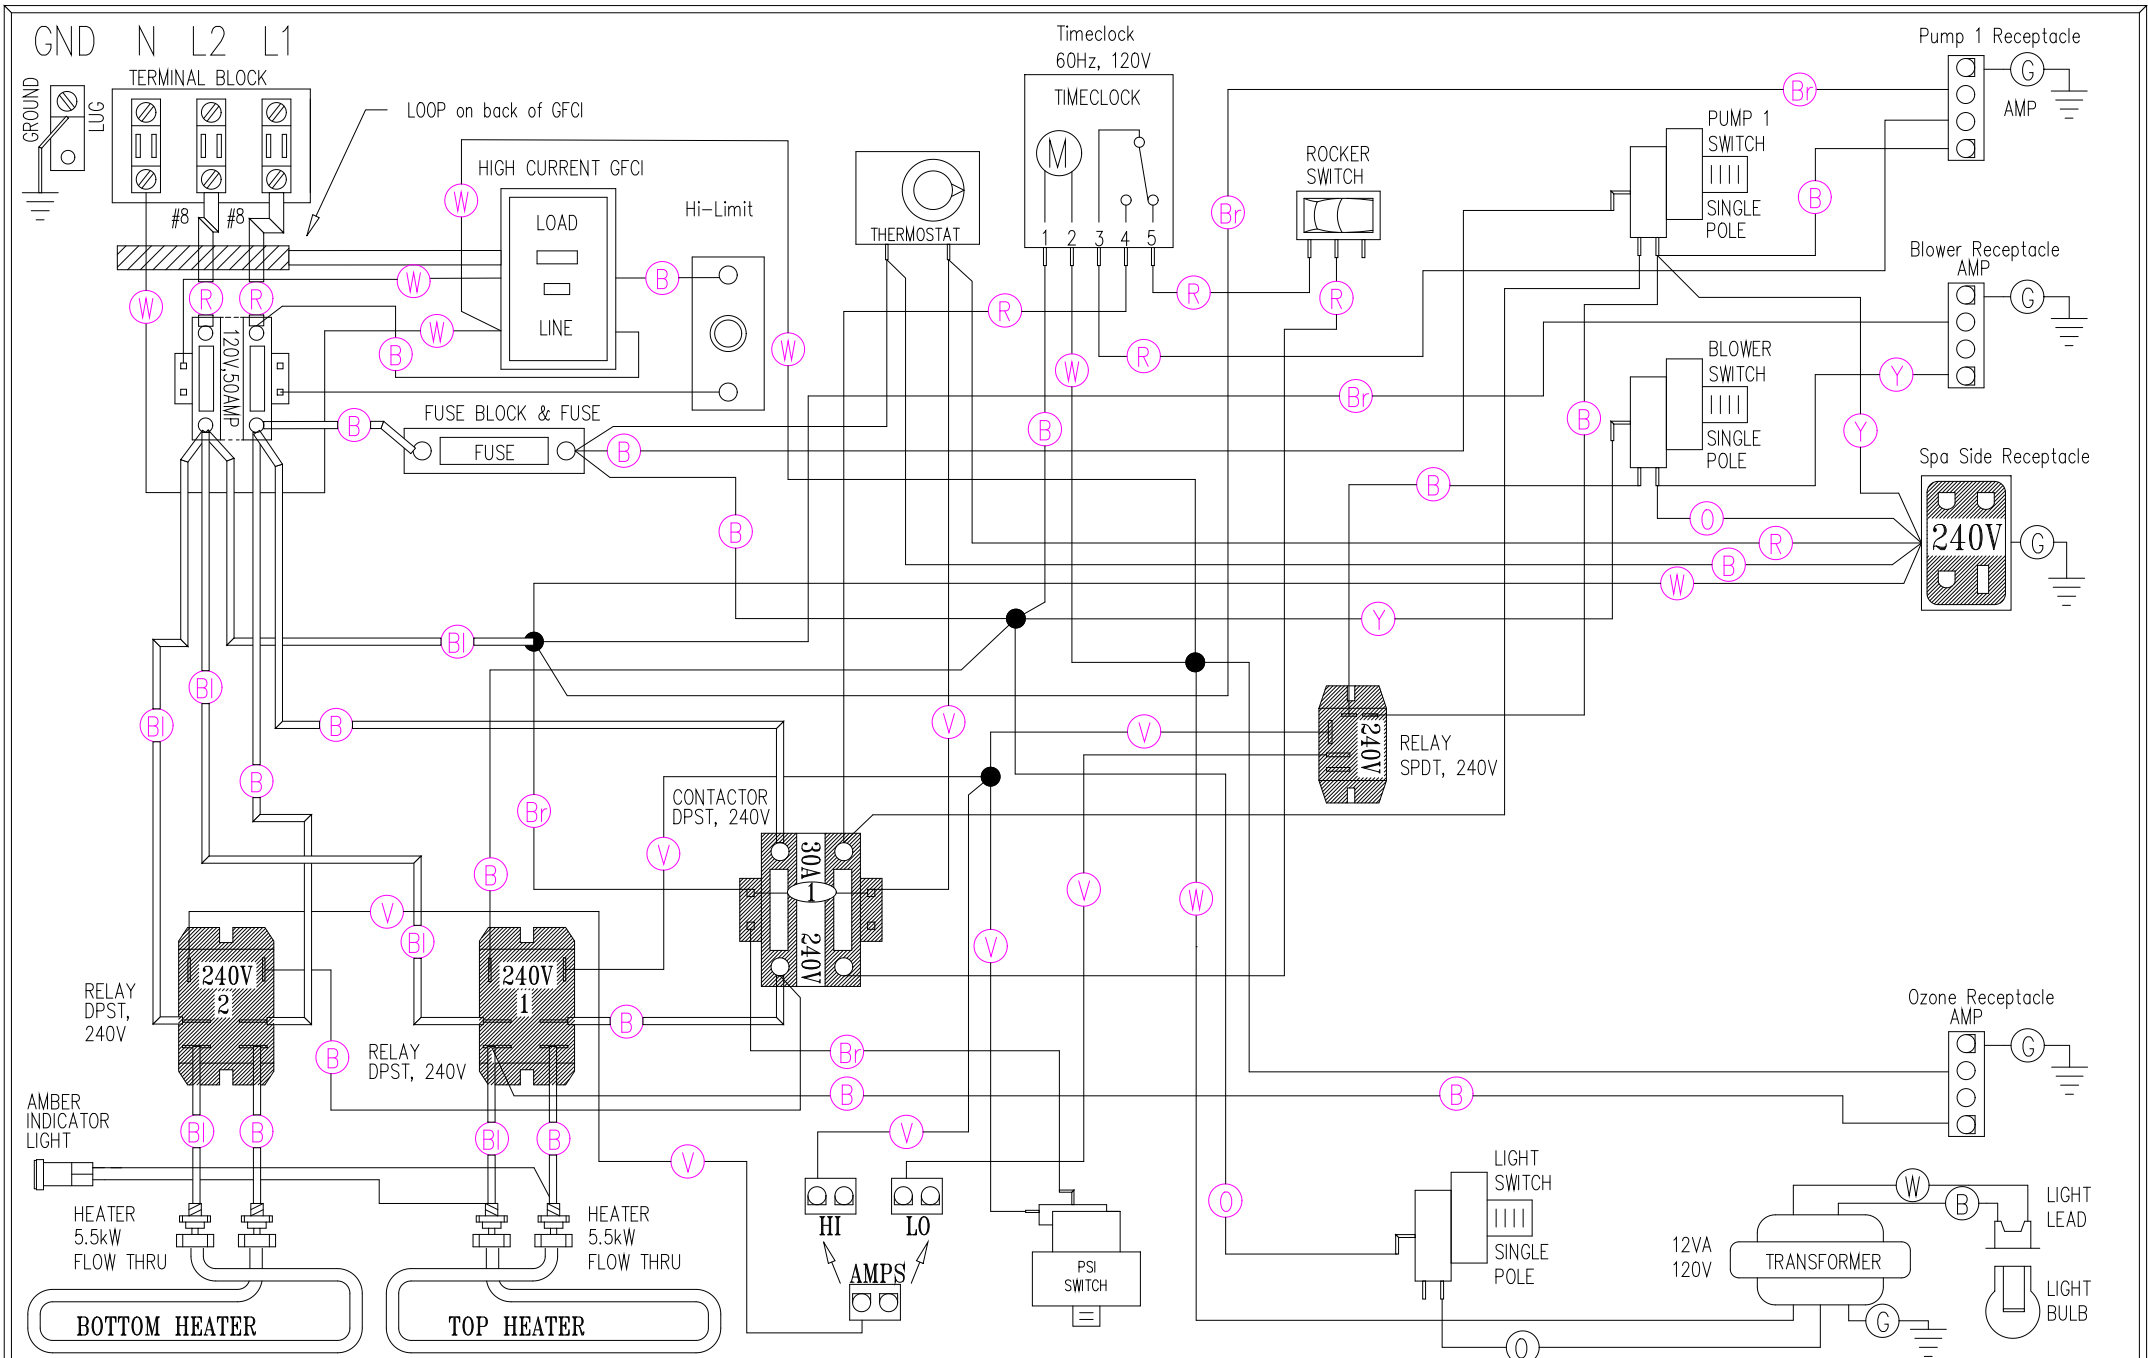 GND N L2 L1
TERMINAL BLOCK
GROUND
LUG
#8 #8
LOOP on back of GFCI
HIGH CURRENT GFCI
LOAD
LINE
Hi-Limit
W
W
W
W
R
R
B
B
120V,50AMP
FUSE BLOCK & FUSE
FUSE
B
B
B
THERMOSTAT
Timeclock
60Hz, 120V
TIMECLOCK
M
1 2 3 4 5
ROCKER
SWITCH
R
R
R
R
W
W
B
Br
Br
Br
PUMP 1
SWITCH
SINGLE
POLE
Pump 1 Receptacle
G
AMP
B
Blower Receptacle
AMP
G
BLOWER
SWITCH
SINGLE
POLE
Y
Y
B
B
O
R
B
W
Y
Spa Side Receptacle
240V
G
Bl
Bl
Bl
B
B
V
V
240V
RELAY
SPDT, 240V
CONTACTOR
DPST, 240V
Br
V
B
30A
1
240V
V
W
V
V
Bl
240V
2
RELAY
DPST,
240V
240V
1
RELAY
DPST, 240V
B
B
Br
B
B
Ozone Receptacle
AMP
G
AMBER
INDICATOR
LIGHT
Bl
B
Bl
B
V
V
HEATER
5.5kW
FLOW THRU
HEATER
5.5kW
FLOW THRU
BOTTOM HEATER
TOP HEATER
HI
LO
AMPS
PSI
SWITCH
O
LIGHT
SWITCH
SINGLE
POLE
O
12VA
120V
TRANSFORMER
W
B
G
LIGHT
LEAD
LIGHT
BULB